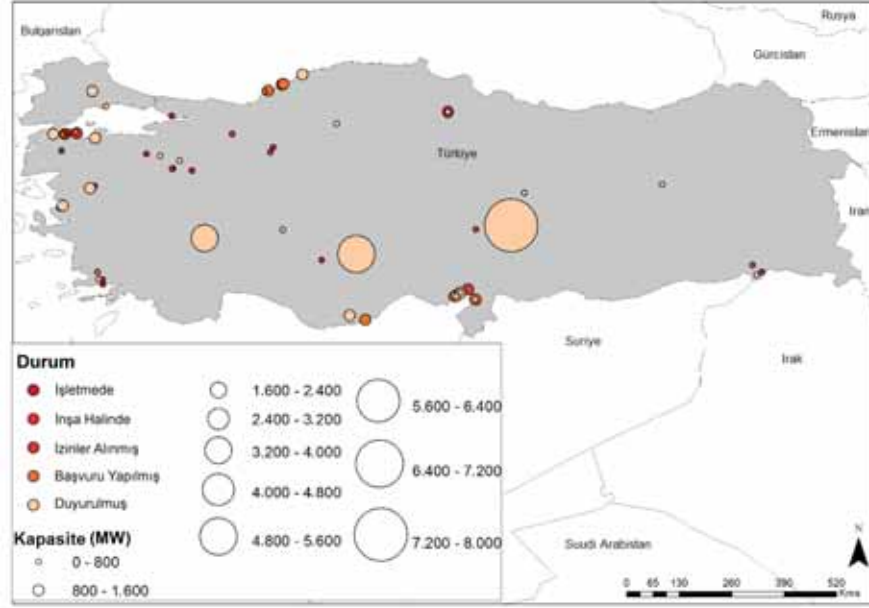 Rusya
Bulgaristan
Gürcistan
Ermenistan
Türkiye
İran
Suriye
Irak
Durum
İşletmede
İnşa Halinde
İzinler Alınmış
Başvuru Yapılmış
Duyurulmuş
Kapasite (MW)
0 - 800
800 - 1.600
1.600 - 2.400
2.400 - 3.200
3.200 - 4.000
4.000 - 4.800
4.800 - 5.600
5.600 - 6.400
6.400 - 7.200
7.200 - 8.000
Suudi Arabistan
N
0 65 130 260 390 520
Kms